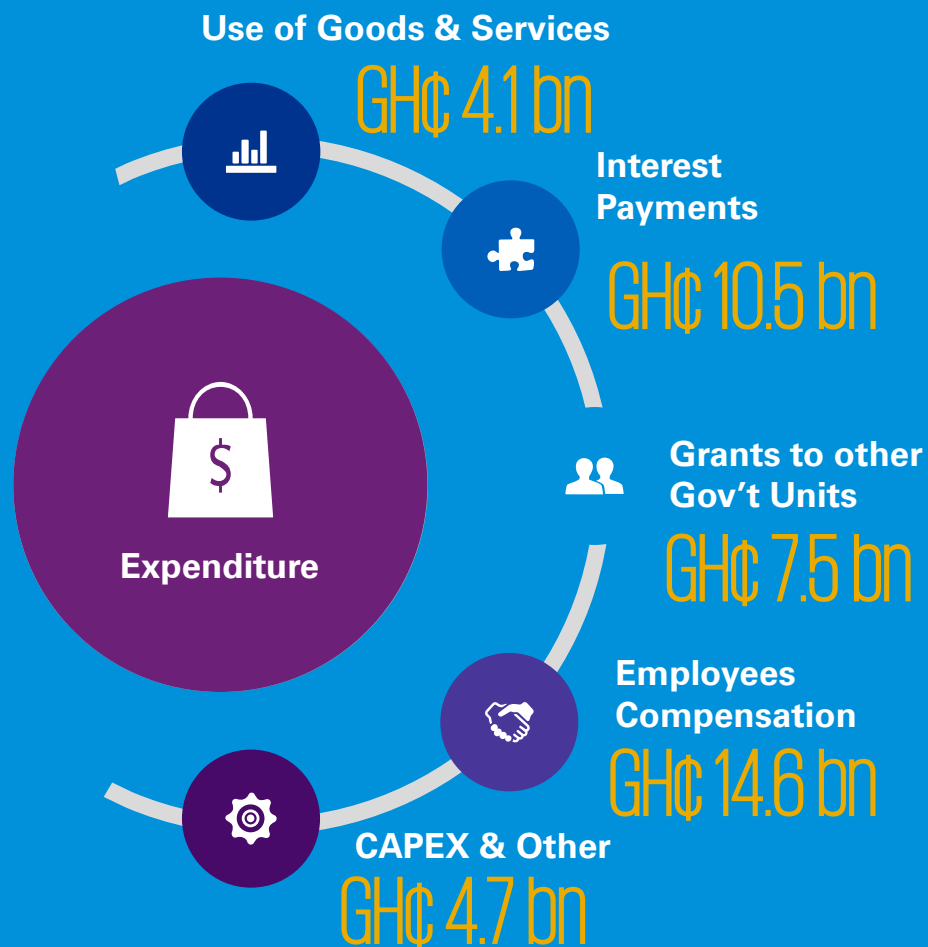 Use of Goods & Services
GH₵ 4.1 bn
Interest
Payments
GH₵ 10.5 bn
$
Expenditure
Grants to other
Gov't Units
GH₵ 7.5 bn
Employees
Compensation
GH₵ 14.6 bn
CAPEX & Other
GH₵ 4.7 bn